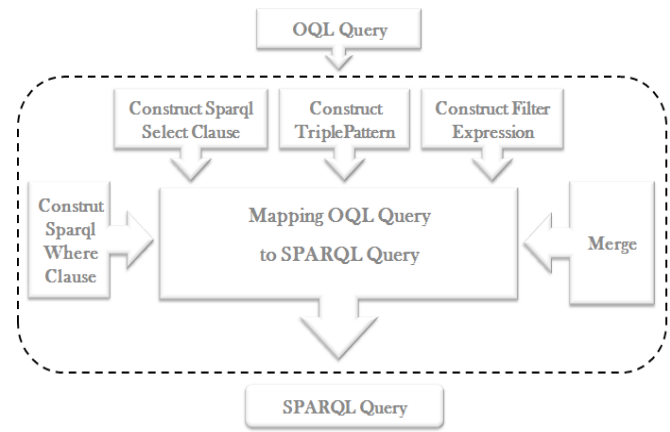 OQL Query
Construct Sparql
Select Clause
Construct
TriplePattern
Construct Filter
Expression
Construt
Sparql
Where
Clause
Mapping OQL Query
to SPARQL Query
Merge
SPARQL Query